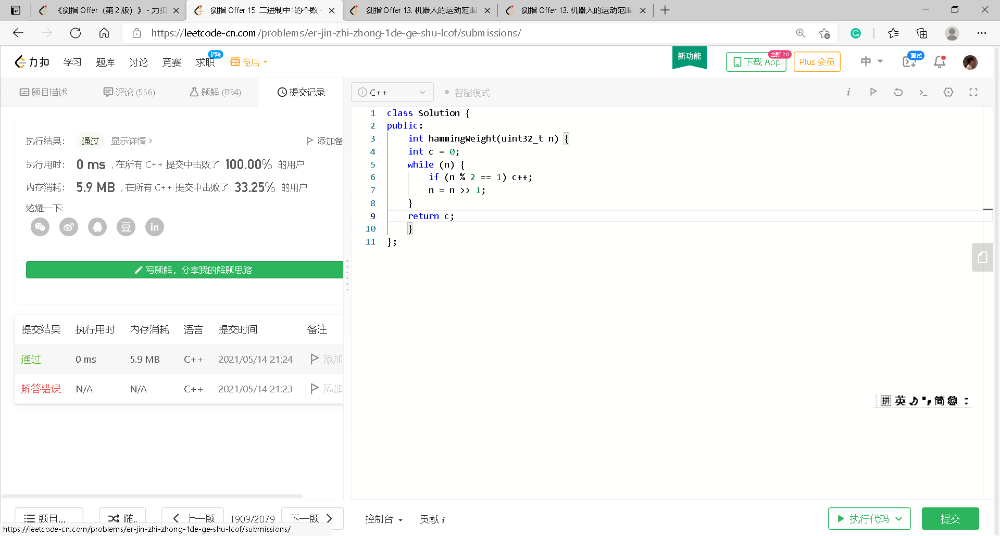 《剑指 Offer（第 2 版）》 - 力扣
剑指 Offer 15. 二进制中1的个数 -
剑指 Offer 13. 机器人的运动范围
剑指 Offer 13. 机器人的运动范围
https://leetcode-cn.com/problems/er-jin-zhi-zhong-1de-ge-shu-lcof/submissions/
力扣
学习
题库
讨论
竞赛
求职
招聘
商店
新功能
下载 App
全新 2.0
Plus 会员
中
面试
题目描述
评论 (556)
题解 (894)
提交记录
C++
智能模式
执行结果：
通过
显示详情 ›
添加备
执行用时：
0 ms ，在所有 C++ 提交中击败了 100.00% 的用户
内存消耗：
5.9 MB ，在所有 C++ 提交中击败了 33.25% 的用户
炫耀一下:
豆
in
写题解，分享我的解题思路
提交结果 执行用时 内存消耗 语言 提交时间 备注
通过 0 ms 5.9 MB C++ 2021/05/14 21:24 添加
解答错误 N/A N/A C++ 2021/05/14 21:23 添加
1 class Solution {
2 public:
3 int hammingWeight(uint32_t n) {
4 int c = 0;
5 while (n) {
6 if (n % 2 == 1) c++;
7 n = n >> 1;
8 }
9 return c;
10 }
11 };
拼 英 简
题目...
随..
上一题
1909/2079
下一题
控制台
贡献 i
执行代码
提交
https://leetcode-cn.com/problems/er-jin-zhi-zhong-1de-ge-shu-lcof/submissions/